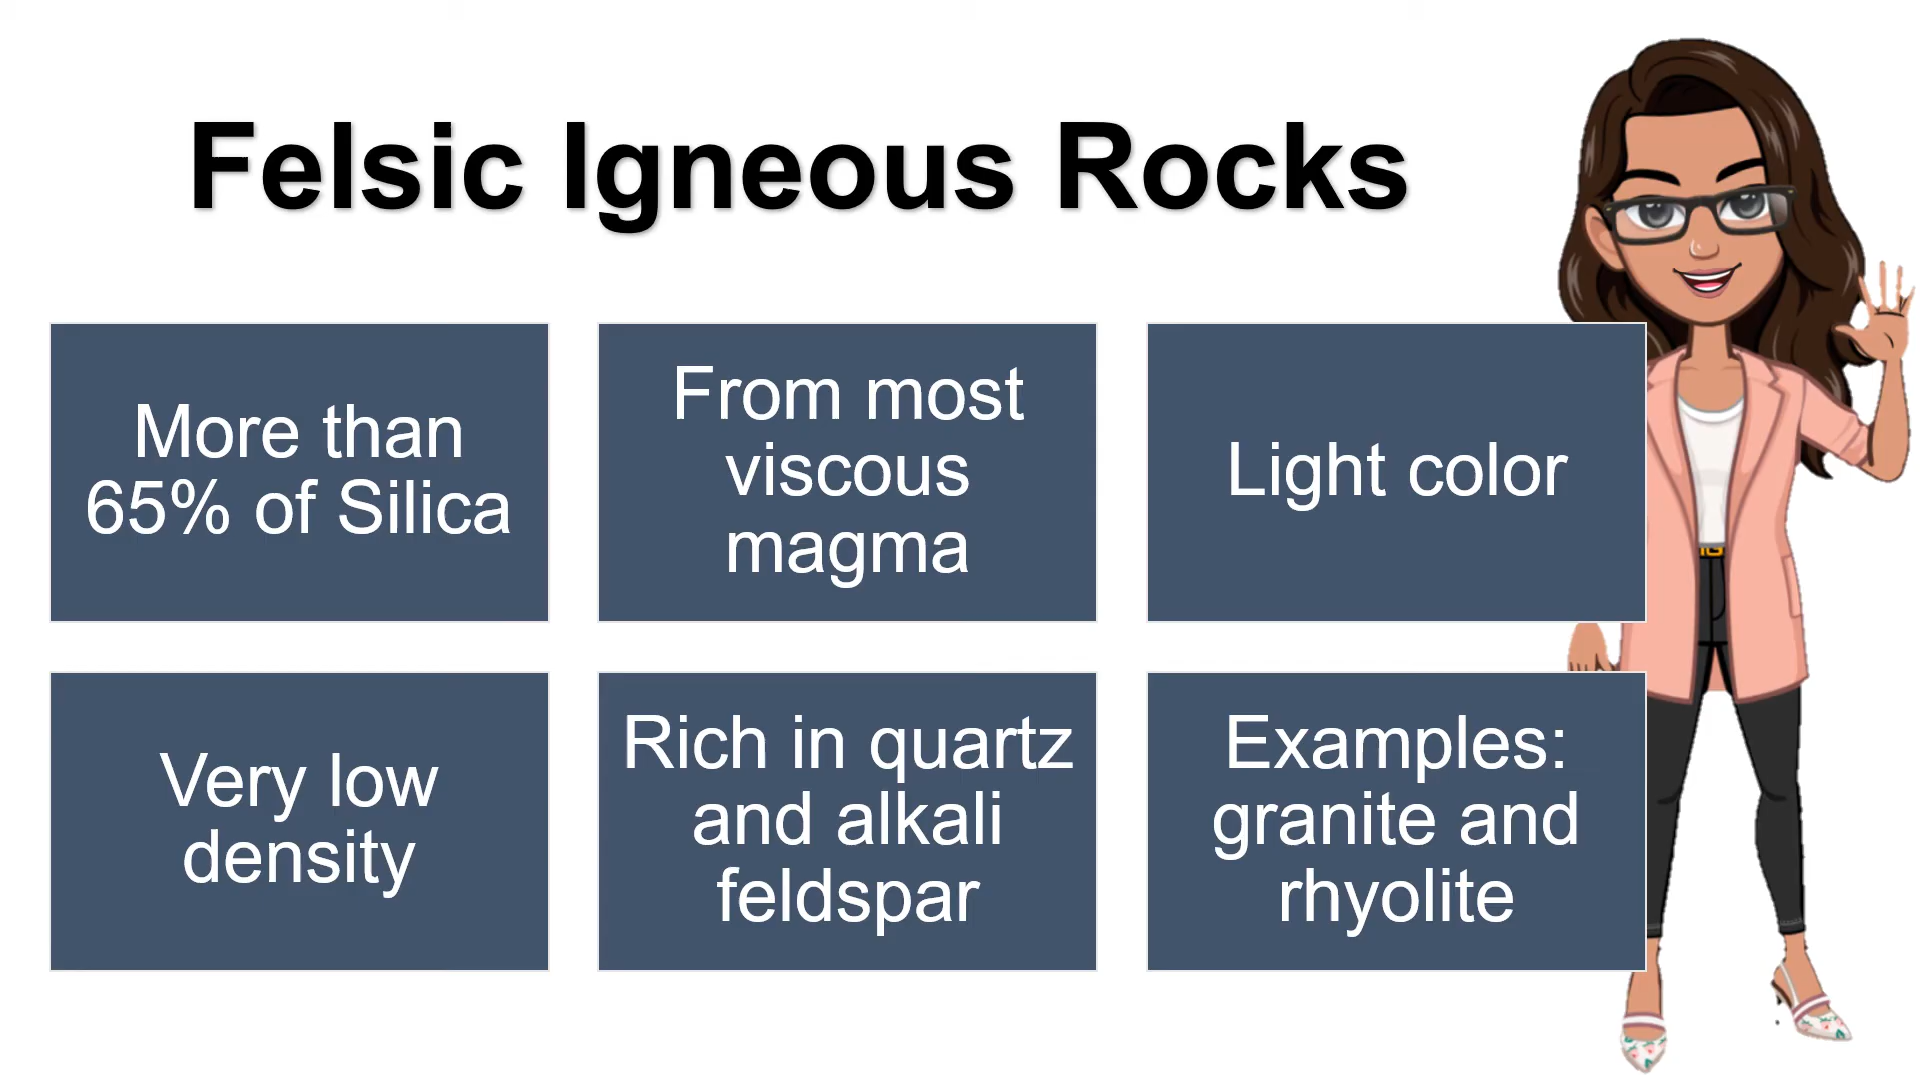 Felsic Igneous Rocks
More than
65% of Silica
From most
viscous
magma
Light color
Very low
density
Rich in quartz
and alkali
feldspar
Examples:
granite and
rhyolite